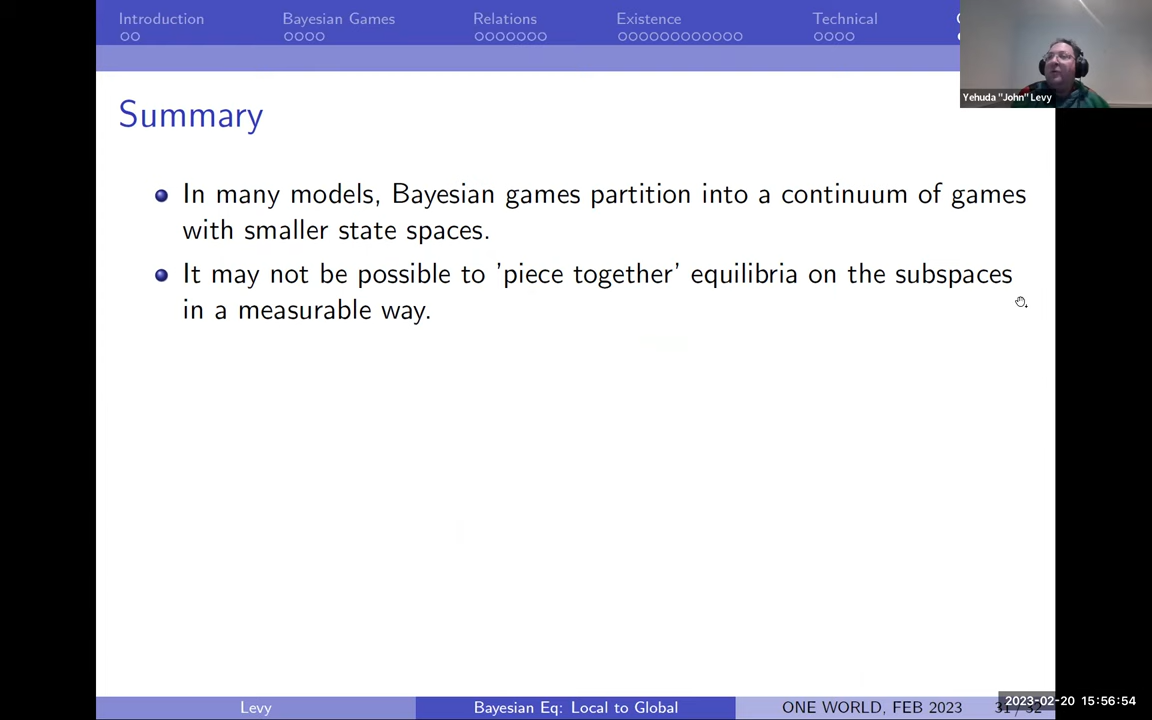 Introduction
Bayesian Games
Relations
Existence
Technical
Yehuda "John" Levy
Summary
In many models, Bayesian games partition into a continuum of games
with smaller state spaces.
It may not be possible to 'piece together' equilibria on the subspaces
in a measurable way.
Levy
Bayesian Eq: Local to Global
ONE WORLD, FEB 2023
2023-02-20 15:56:54